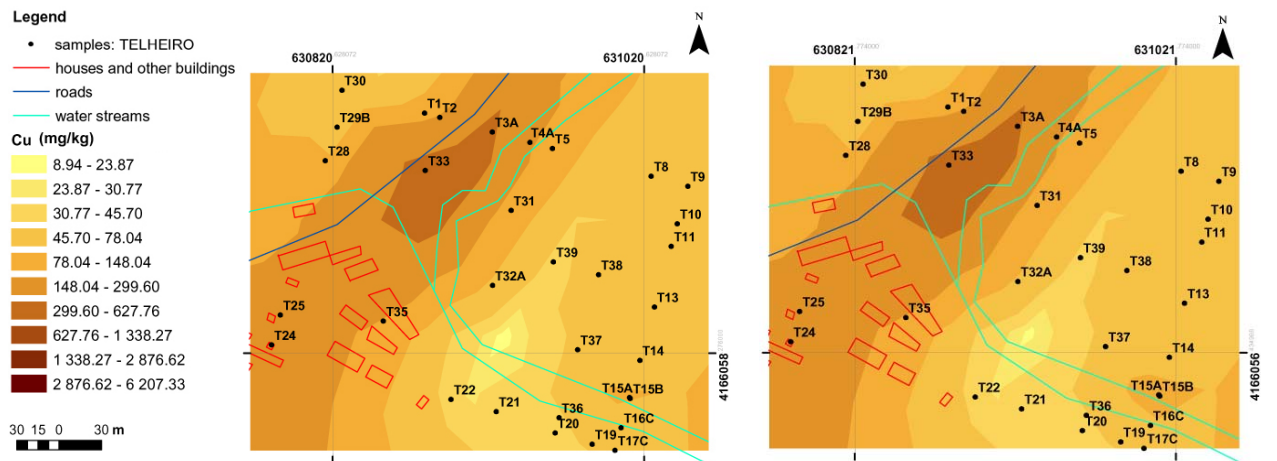 Legend
samples: TELHEIRO
houses and other buildings
roads
water streams
Cu (mg/kg)
8.94 - 23.87
23.87 - 30.77
30.77 - 45.70
45.70 - 78.04
78.04 - 148.04
148.04 - 299.60
299.60 - 627.76
627.76 - 1 338.27
1 338.27 - 2 876.62
2 876.62 - 6 207.33
30 15 0 30 m
N
630820
631020
T30
T1
T2
T29B
T3A
T4A
T5
T28
T33
T8
T9
T31
T10
T11
T39
T38
T32A
T25
T35
T13
T24
T37
T14
4166058
T22
T21
T15A
T15B
T36
T20
T16C
T19
T17C
N
630821
774000
631021
T30
T1
T2
T29B
T3A
T4A
T5
T28
T33
T8
T9
T31
T10
T11
T39
T38
T32A
T25
T35
T13
T24
T37
T14
4166056
T22
T21
T15A
T15B
T36
T20
T16C
T19
T17C